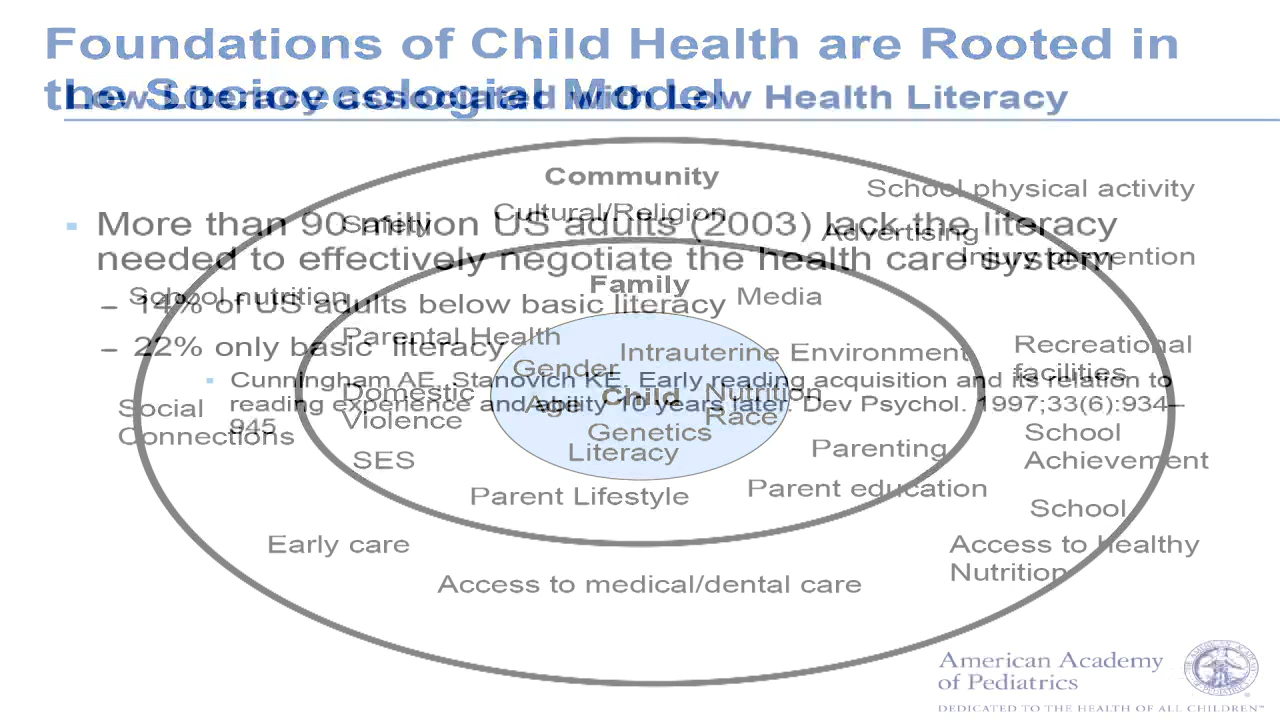 Foundations of Child Health are Rooted in
the Socioecological Model
Low Literacy associated with Low Health Literacy
Community
School physical activity
Cultural/Religion
Safety
Advertising
More than 90 million US adults (2003) lack the literacy
needed to effectively negotiate the health care system
Injury prevention
Family
School nutrition
Media
– 14% of US adults below basic literacy
Parental Health
– 22% only basic literacy
Intrauterine Environment
Recreational
facilities
Gender
Cunningham AE, Stanovich KE. Early reading acquisition and its relation to
reading experience and ability 10 years later. Dev Psychol. 1997;33(6):934–
945
Domestic
Violence
Child
Nutrition
Age
Race
Social
Connections
Genetics
Literacy
School
Achievement
Parenting
SES
Parent Lifestyle
Parent education
School
Early care
Access to healthy
Nutrition
Access to medical/dental care
American Academy
of Pediatrics
DEDICATED TO THE HEALTH OF ALL CHILDREN™